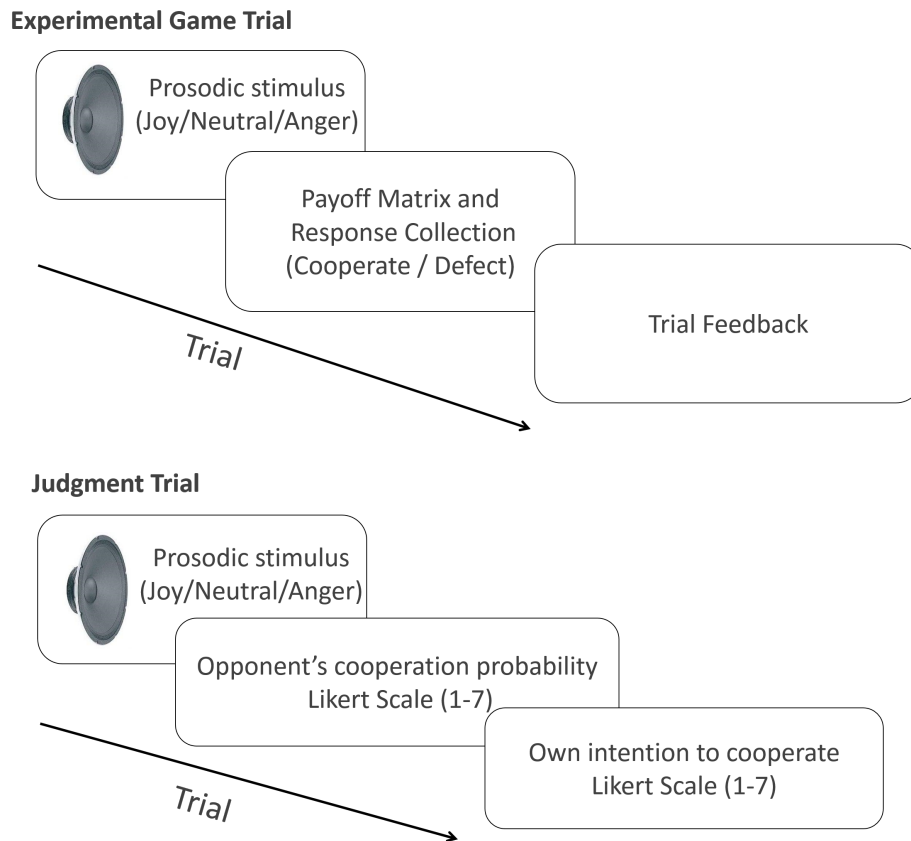 Experimental Game Trial
Prosodic stimulus
(Joy/Neutral/Anger)
Payoff Matrix and
Response Collection
(Cooperate / Defect)
Trial Feedback
Trial
Judgment Trial
Prosodic stimulus
(Joy/Neutral/Anger)
Opponent’s cooperation probability
Likert Scale (1-7)
Own intention to cooperate
Likert Scale (1-7)
Trial